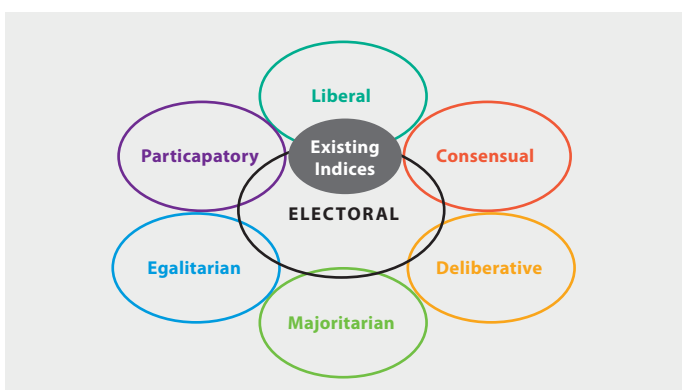 Liberal
Particapatory
Existing
Indices
Consensual
ELECTORAL
Egalitarian
Deliberative
Majoritarian